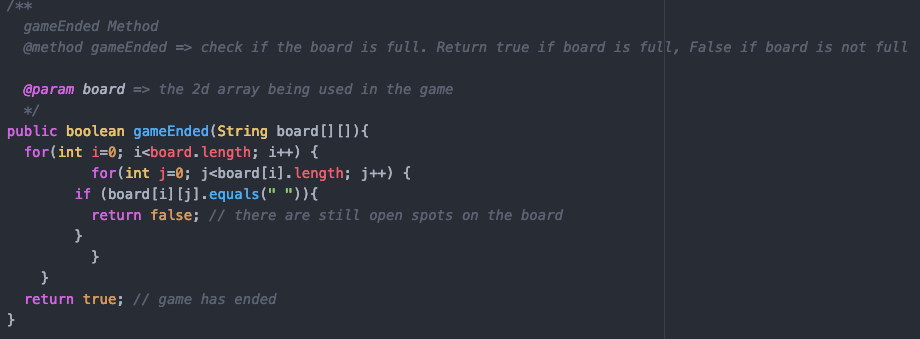 /**
  gameEnded Method
  @method gameEnded => check if the board is full. Return true if board is full, False if board is not full

  @param board => the 2d array being used in the game
  */
public boolean gameEnded(String board[][]){
  for(int i=0; i<board.length; i++) {
          for(int j=0; j<board[i].length; j++) {
        if (board[i][j].equals(" ")){
          return false; // there are still open spots on the board
        }
          }
    }
  return true; // game has ended
}